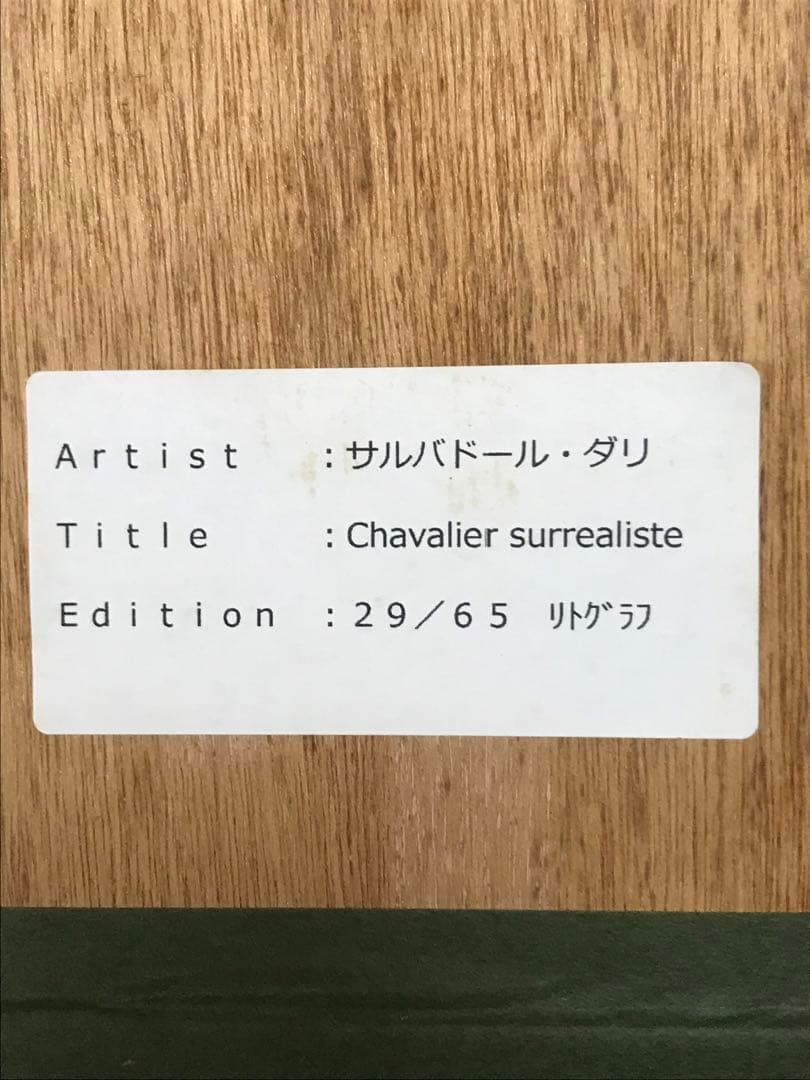 Artist :サルバドール・ダリ
Title :Chavalier surrealiste
Edition :29/65 ﾘﾄｸﾞﾗﾌ